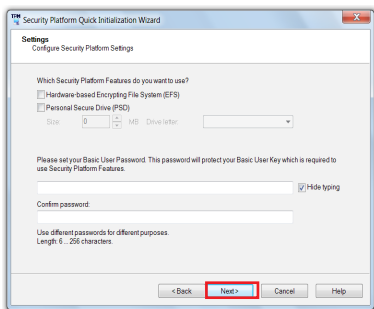 Security Platform Quick Initialization Wizard
Settings
Configure Security Platform Settings
Which Security Platform Features do you want to use?
Hardware-based Encrypting File System (EFS)
Personal Secure Drive (PSD)
Size: 0 MB Drive letter:
Please set your Basic User Password. This password will protect your Basic User Key which is required to
use Security Platform Features.
Hide typing
Confirm password:
Use different passwords for different purposes.
Length: 6 ... 256 characters.
< Back Next > Cancel Help